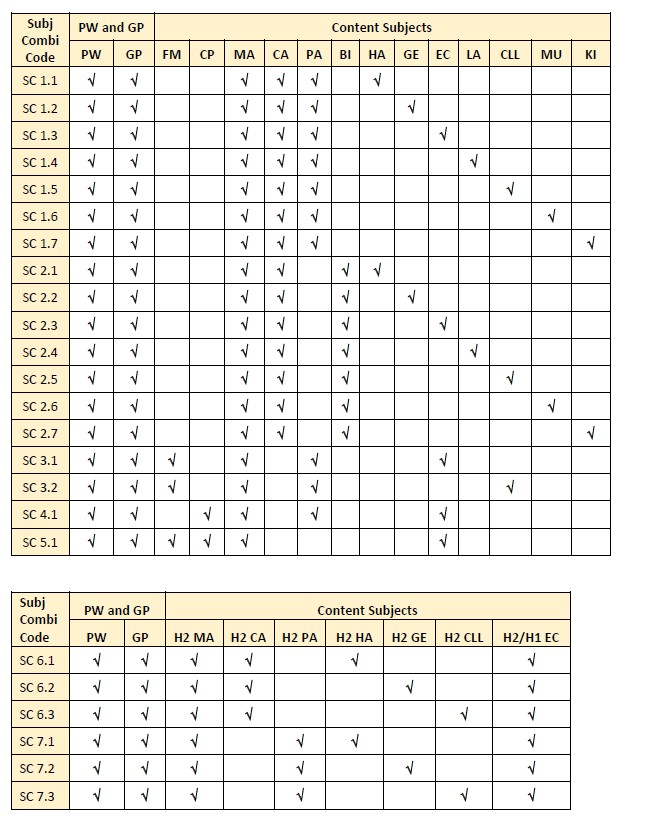 Subj Combi Code | PW and GP | Content Subjects
PW | GP | FM | CP | MA | CA | PA | BI | HA | GE | EC | LA | CLL | MU | KI
SC 1.1 | √ | √ | | | √ | √ | √ | | √ | | | | | |
SC 1.2 | √ | √ | | | √ | √ | √ | | | √ | | | | |
SC 1.3 | √ | √ | | | √ | √ | √ | | | | √ | | | |
SC 1.4 | √ | √ | | | √ | √ | √ | | | | | √ | | |
SC 1.5 | √ | √ | | | √ | √ | √ | | | | | | √ | |
SC 1.6 | √ | √ | | | √ | √ | √ | | | | | | | √ |
SC 1.7 | √ | √ | | | √ | √ | √ | | | | | | | | √
SC 2.1 | √ | √ | | | √ | √ | | √ | √ | | | | | |
SC 2.2 | √ | √ | | | √ | √ | | √ | | √ | | | | |
SC 2.3 | √ | √ | | | √ | √ | | √ | | | √ | | | |
SC 2.4 | √ | √ | | | √ | √ | | √ | | | | √ | | |
SC 2.5 | √ | √ | | | √ | √ | | √ | | | | | √ | |
SC 2.6 | √ | √ | | | √ | √ | | √ | | | | | | √ |
SC 2.7 | √ | √ | | | √ | √ | | √ | | | | | | | √
SC 3.1 | √ | √ | √ | | √ | | √ | | | | √ | | | |
SC 3.2 | √ | √ | √ | | √ | | √ | | | | | | √ | |
SC 4.1 | √ | √ | | √ | √ | | √ | | | | √ | | | |
SC 5.1 | √ | √ | √ | √ | √ | | | | | | √ | | | |
Subj Combi Code | PW and GP | Content Subjects
PW | GP | H2 MA | H2 CA | H2 PA | H2 HA | H2 GE | H2 CLL | H2/H1 EC
SC 6.1 | √ | √ | √ | √ | | √ | | | √
SC 6.2 | √ | √ | √ | √ | | | √ | | √
SC 6.3 | √ | √ | √ | √ | | | | √ | √
SC 7.1 | √ | √ | √ | | √ | √ | | | √
SC 7.2 | √ | √ | √ | | √ | | √ | | √
SC 7.3 | √ | √ | √ | | √ | | | √ | √